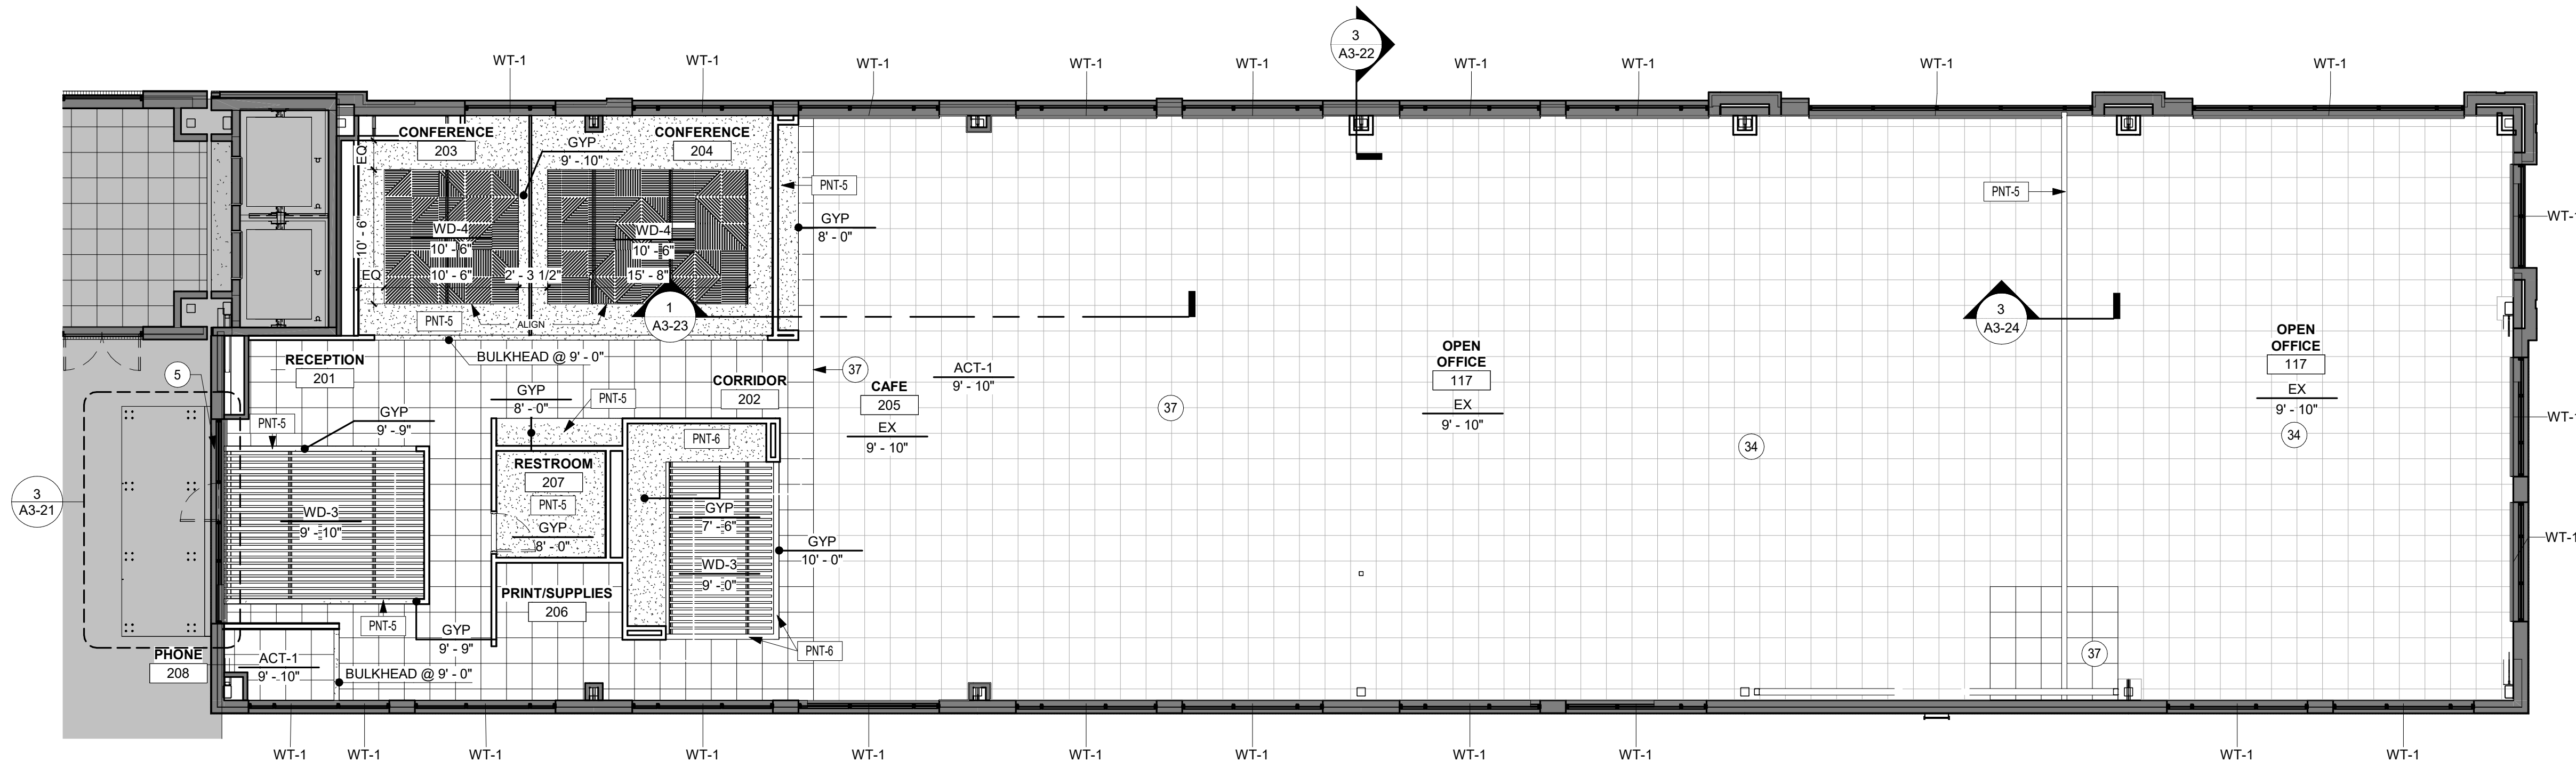 3
A3-22
WT-1
WT-1
WT-1
WT-1
WT-1
WT-1
WT-1
WT-1
WT-1
CONFERENCE
203
CONFERENCE
204
GYP
9' - 10"
EQ
10' - 6"
EQ
PNT-5
PNT-5
GYP
8' - 0"
WD-4
10' - 6"
10' - 6"
2' - 3 1/2"
WD-4
10' - 6"
15' - 8"
PNT-5
ALIGN
1
A3-23
3
A3-24
WT-1
BULKHEAD @ 9' - 0"
RECEPTION
201
5
CORRIDOR
202
37
CAFE
205
EX
9' - 10"
ACT-1
9' - 10"
37
OPEN
OFFICE
117
EX
9' - 10"
34
OPEN
OFFICE
117
EX
9' - 10"
34
WT-1
GYP
8' - 0"
PNT-5
GYP
9' - 9"
PNT-5
PNT-6
RESTROOM
207
PNT-5
GYP
8' - 0"
GYP
7' - 6"
WD-3
9' - 0"
GYP
10' - 0"
3
A3-21
WD-3
9' - 10"
WT-1
PRINT/SUPPLIES
206
PNT-5
GYP
9' - 9"
PNT-6
37
PHONE
208
ACT-1
9' - 10"
BULKHEAD @ 9' - 0"
WT-1
WT-1
WT-1
WT-1
WT-1
WT-1
WT-1
WT-1
WT-1
WT-1
WT-1